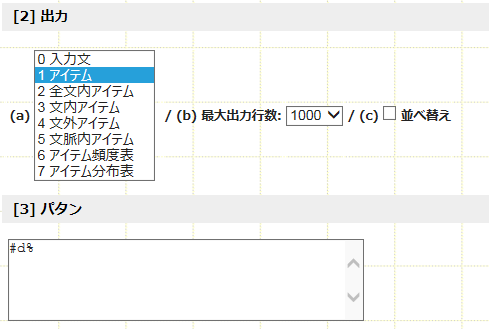 [2] 出力
0 入力文
1 アイテム
2 全文内アイテム
3 文内アイテム
4 文外アイテム
5 文脈内アイテム
6 アイテム頻度表
7 アイテム分布表
(a) / (b) 最大出力行数: 1000 / (c) 並べ替え
[3] パタン
#d%